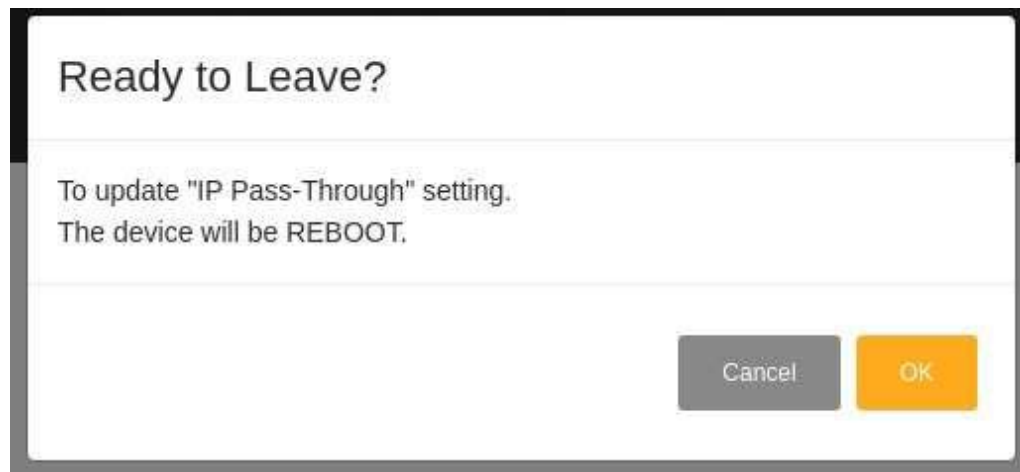 Ready to Leave?
To update "IP Pass-Through" setting.
The device will be REBOOT.
Cancel
OK